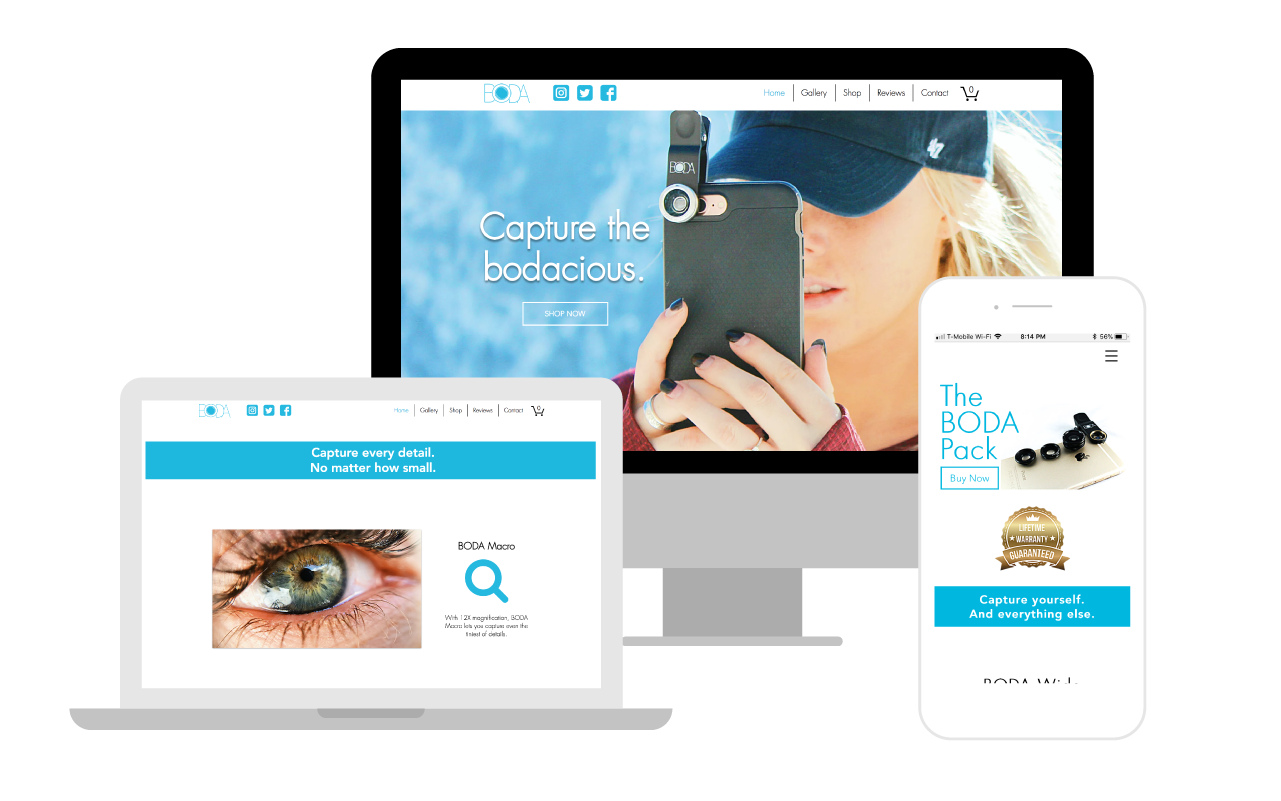 BODA
Home
Gallery
Shop
Reviews
Contact
0
BODA
Capture the
bodacious.
SHOP NOW
BODA
Home
Gallery
Shop
Reviews
Contact
0
Capture every detail.
No matter how small.
BODA Macro
With 12X magnification, BODA
Macro lets you capture even the
tiniest of details.
T-Mobile Wi-Fi
8:14 PM
56%
The
BODA
Pack
Buy Now
LIFETIME
WARRANTY
GUARANTEED
Capture yourself.
And everything else.
BODA Wide